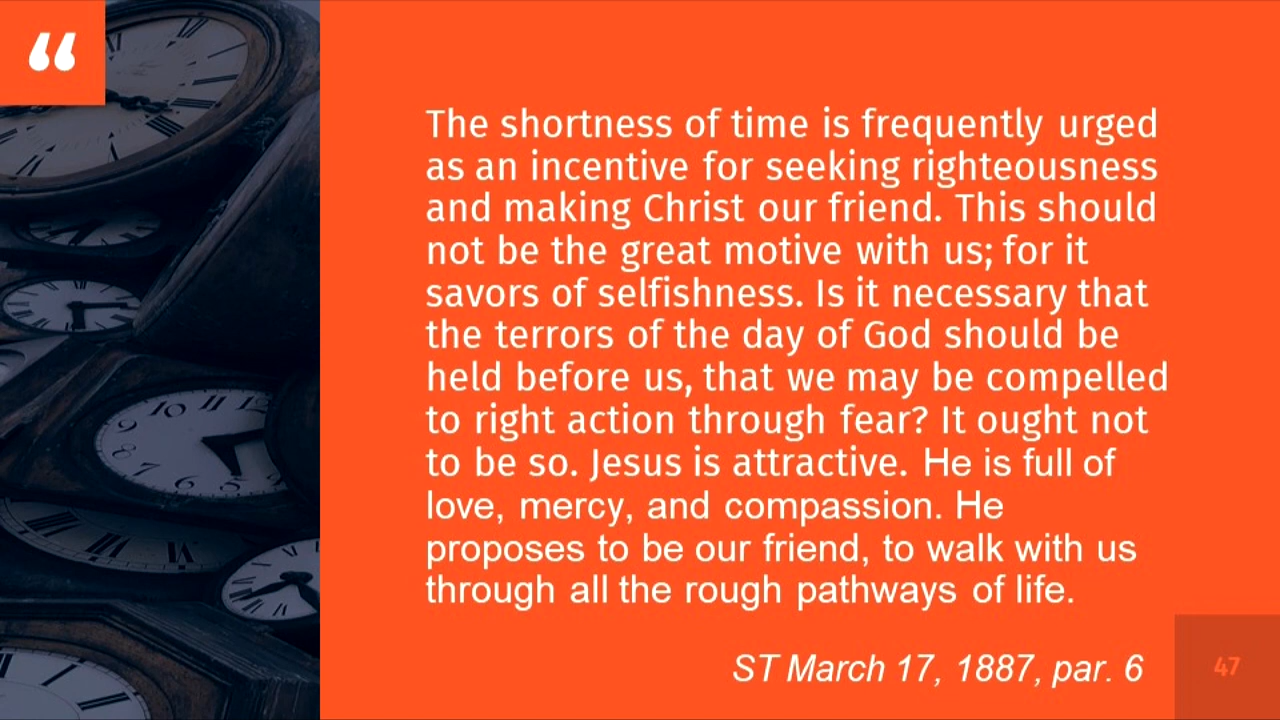 “
The shortness of time is frequently urged
as an incentive for seeking righteousness
and making Christ our friend. This should
not be the great motive with us; for it
savors of selfishness. Is it necessary that
the terrors of the day of God should be
held before us, that we may be compelled
to right action through fear? It ought not
to be so. Jesus is attractive. He is full of
love, mercy, and compassion. He
proposes to be our friend, to walk with us
through all the rough pathways of life.
ST March 17, 1887, par. 6
47